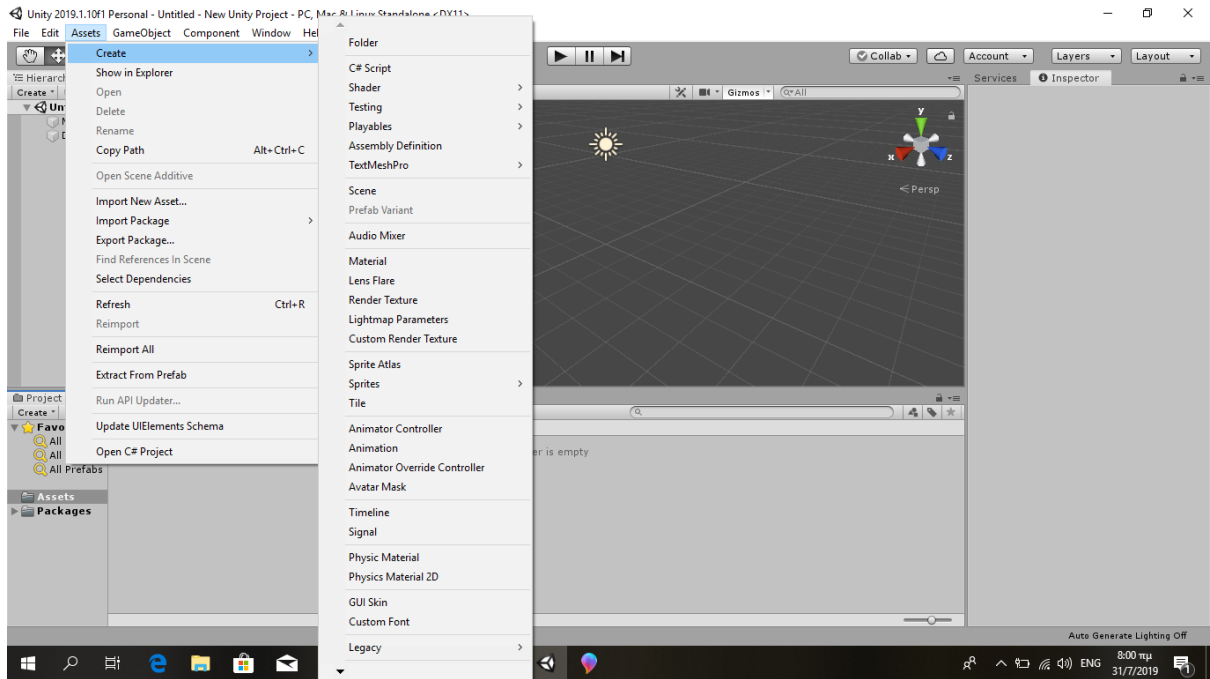 Unity 2019.1.10f1 Personal - Untitled - New Unity Project - PC, Mac & Linux Standalone <DX11>
File Edit Assets GameObject Component Window Hel
Collab Account Layers Layout
Hierarch
Create
Un
Gizmos All
Services Inspector
y
x
z
Persp
Create
Show in Explorer
Open
Delete
Rename
Copy Path Alt+Ctrl+C
Open Scene Additive
Import New Asset...
Import Package
Export Package...
Find References In Scene
Select Dependencies
Refresh Ctrl+R
Reimport
Reimport All
Extract From Prefab
Run API Updater...
Update UIElements Schema
Open C# Project
Folder
C# Script
Shader
Testing
Playables
Assembly Definition
TextMeshPro
Scene
Prefab Variant
Audio Mixer
Material
Lens Flare
Render Texture
Lightmap Parameters
Custom Render Texture
Sprite Atlas
Sprites
Tile
Animator Controller
Animation
Animator Override Controller
Avatar Mask
Timeline
Signal
Physic Material
Physics Material 2D
GUI Skin
Custom Font
Legacy
Project
Create
Favo
All
All
All Prefabs
Assets
Packages
er is empty
Auto Generate Lighting Off
ENG
8:00 πμ
31/7/2019
1